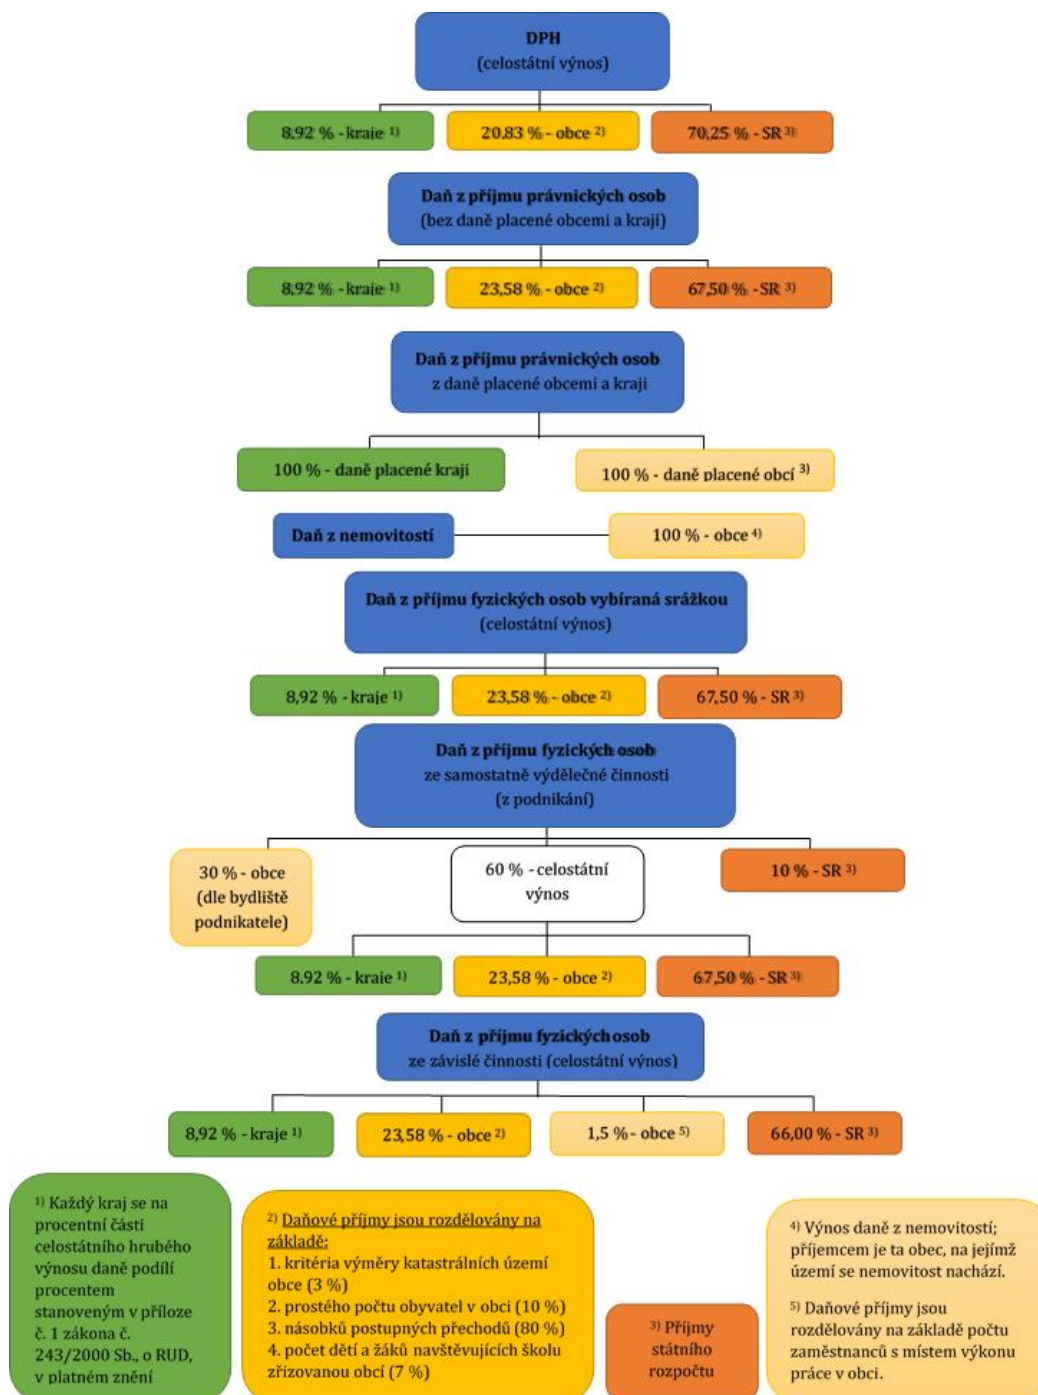 DPH
(celostátní výnos)
8,92 % - kraje 1)
20,83 % - obce 2)
70,25 % - SR 3)
Daň z příjmu právnických osob
(bez daně placené obcemi a kraji)
8,92 % - kraje 1)
23,58 % - obce 2)
67,50 % - SR 3)
Daň z příjmu právnických osob
z daně placené obcemi a kraji
100 % - daně placené kraji
100 % - daně placené obcí 3)
Daň z nemovitostí
100 % - obce 4)
Daň z příjmu fyzických osob vybíraná srážkou
(celostátní výnos)
8,92 % - kraje 1)
23,58 % - obce 2)
67,50 % - SR 3)
Daň z příjmu fyzických osob
ze samostatně výdělečné činnosti
(z podnikání)
30 % - obce
(dle bydliště
podnikatele)
60 % - celostátní
výnos
10 % - SR 3)
8.92 % - kraje 1)
23,58 % - obce 2)
67,50 % - SR 3)
Daň z příjmu fyzických osob
ze závislé činnosti (celostátní výnos)
8,92 % - kraje 1)
23,58 % - obce 2)
1,5 % - obce 5)
66,00 % - SR 3)
1) Každý kraj se na
procentní části
celostátního hrubého
výnosu daně podílí
procentem
stanoveným v příloze
č. 1 zákona č.
243/2000 Sb., o RUD,
v platném znění
2) Daňové příjmy jsou rozdělovány na
základě:
1. kritéria výměry katastrálních území
obce (3 %)
2. prostého počtu obyvatel v obci (10 %)
3. násobků postupných přechodů (80 %)
4. počet dětí a žáků navštěvujících školu
zřizovanou obcí (7 %)
3) Příjmy
státního
rozpočtu
4) Výnos daně z nemovitostí;
příjemcem je ta obec, na jejímž
území se nemovitost nachází.
5) Daňové příjmy jsou
rozdělovány na základě počtu
zaměstnanců s místem výkonu
práce v obci.